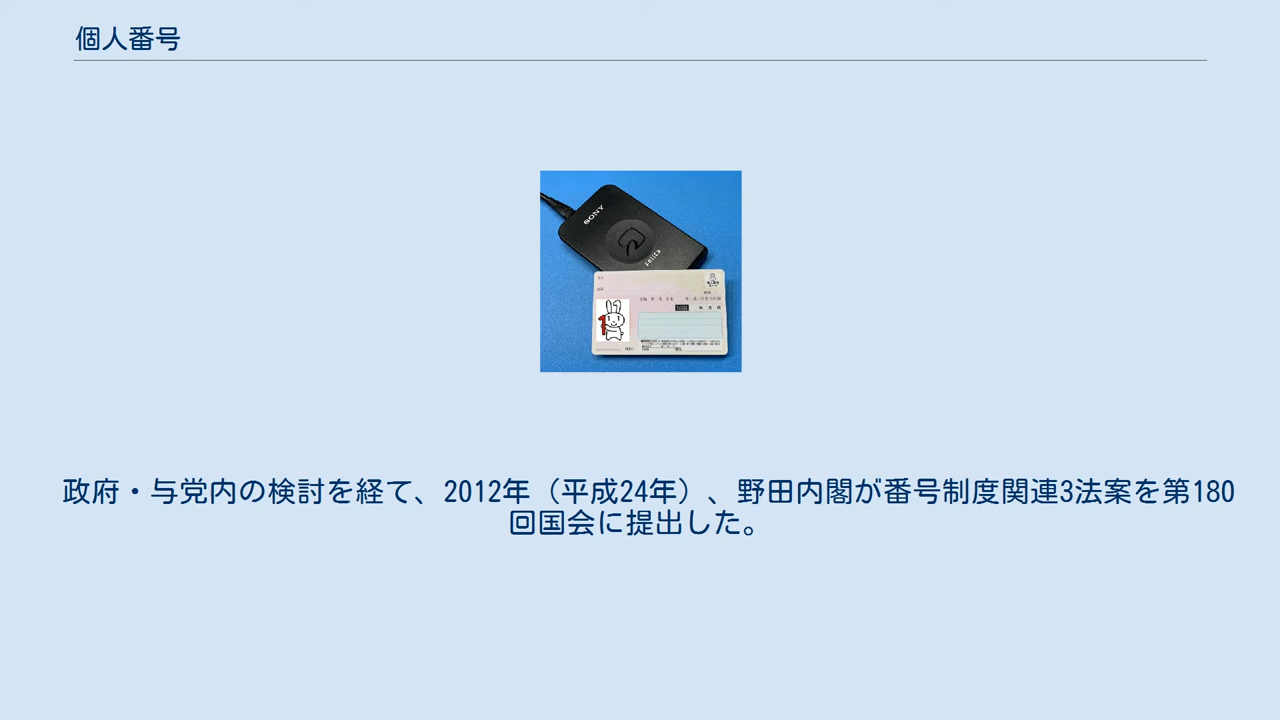 個人番号
SONY
政府・与党内の検討を経て、2012年（平成24年）、野田内閣が番号制度関連3法案を第180
回国会に提出した。